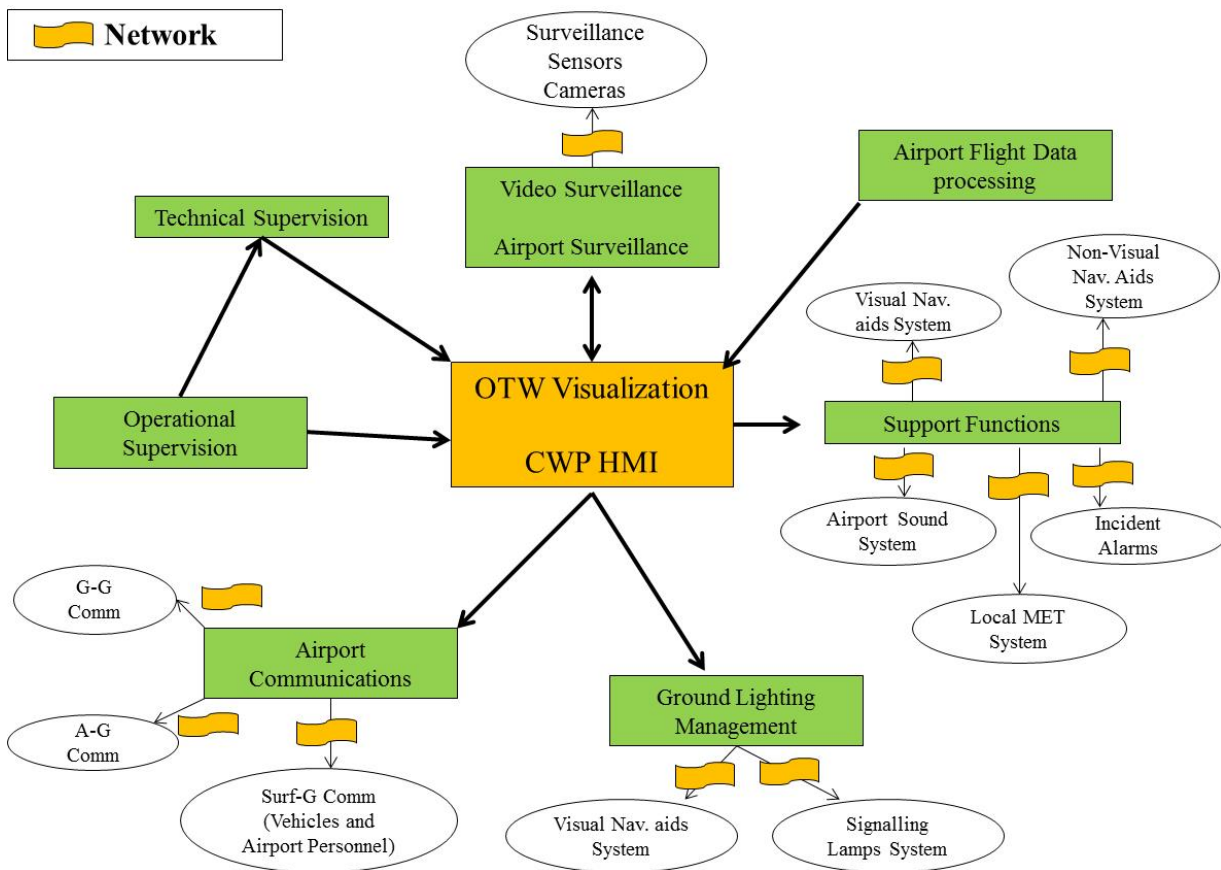 Network
Surveillance
Sensors
Cameras
Airport Flight Data
processing
Video Surveillance
Airport Surveillance
Technical Supervision
Non-Visual
Nav. Aids
System
Visual Nav.
aids System
OTW Visualization
CWP HMI
Operational
Supervision
Support Functions
Airport Sound
System
Incident
Alarms
Local MET
System
G-G
Comm
Airport
Communications
A-G
Comm
Surf-G Comm
(Vehicles and
Airport Personnel)
Ground Lighting
Management
Visual Nav. aids
System
Signalling
Lamps System